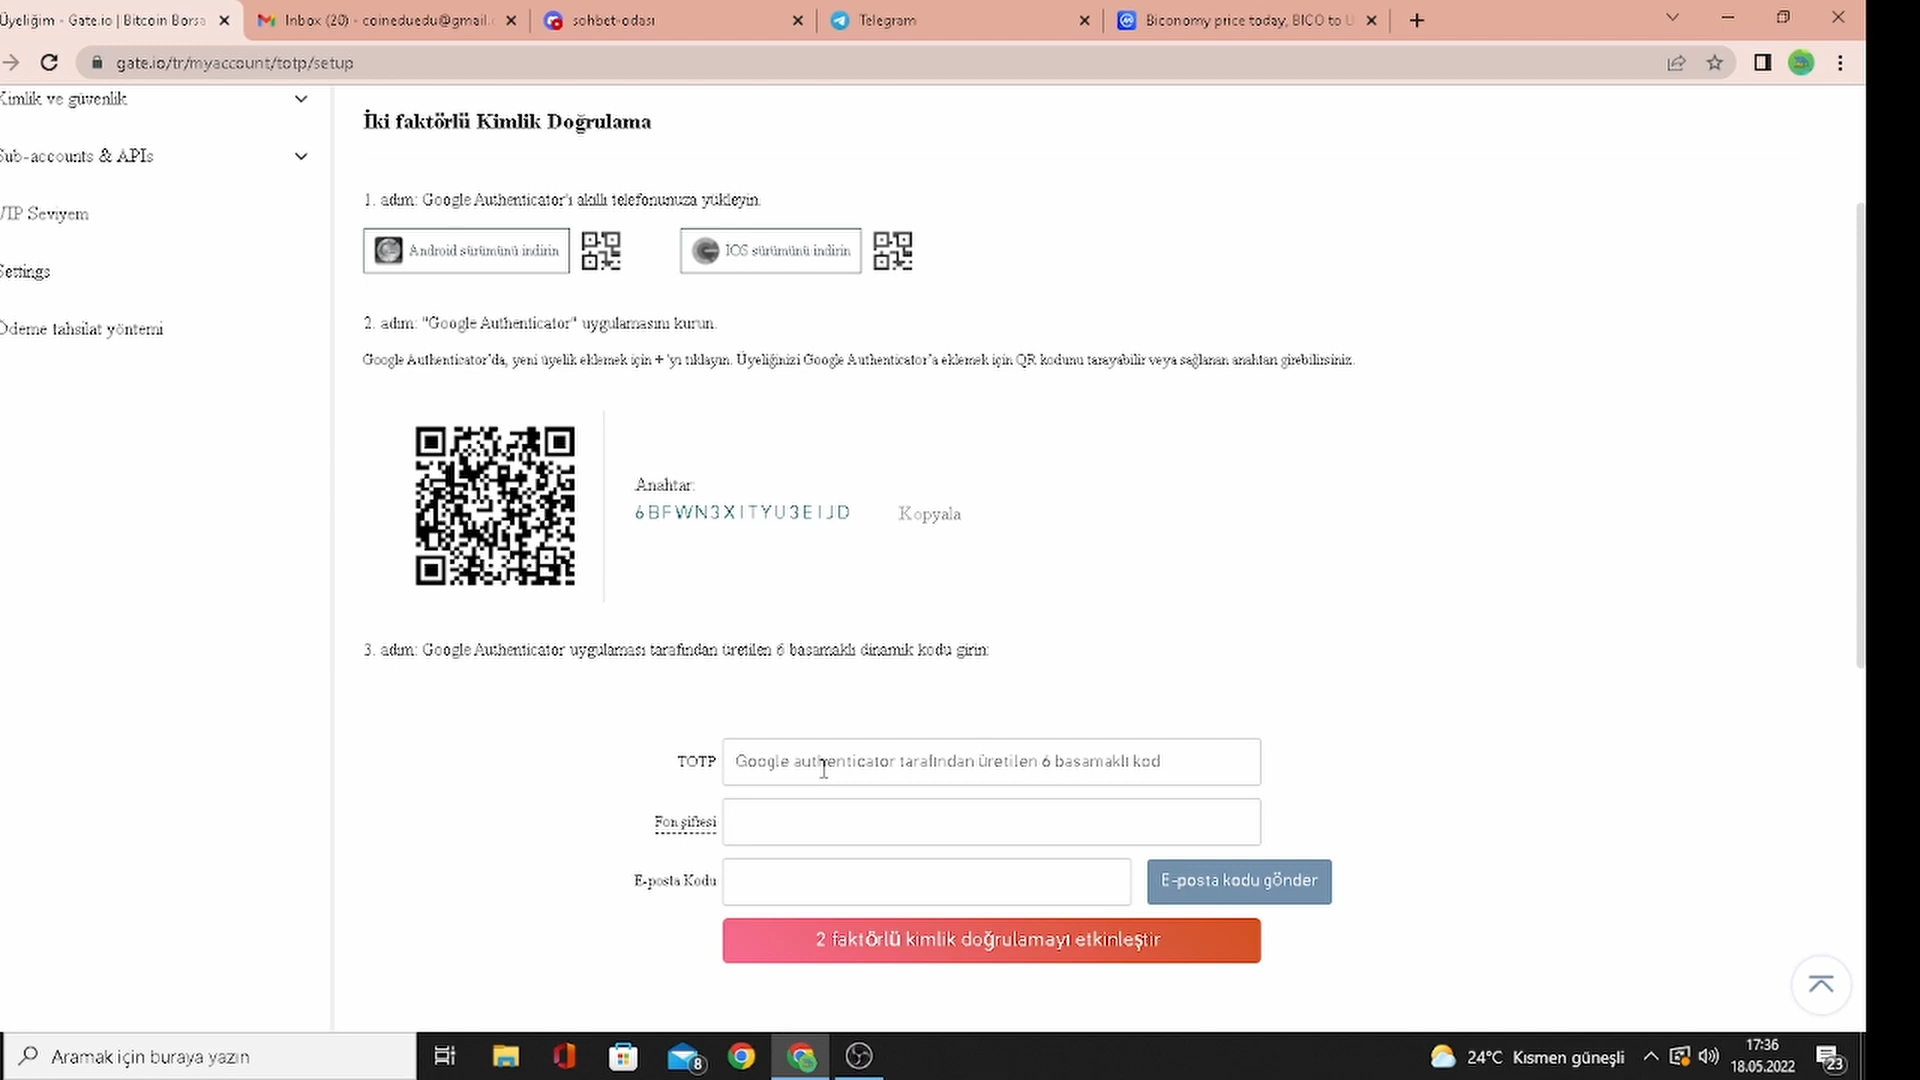 Üyeliğim - Gate.io | Bitcoin Borsa
Inbox (20) - coineduedu@gmail.
sohbet-odası
Telegram
Biconomy price today, BICO to U
gate.io/tr/myaccount/totp/setup
Kimlik ve güvenlik
Sub-accounts & APIs
VIP Seviyem
Settings
Ödeme tahsilat yöntemi
İki faktörlü Kimlik Doğrulama
1. adım: Google Authenticator'ı akıllı telefonunuza yükleyin.
Android sürümünü indirin
IOS sürümünü indirin
2. adım: "Google Authenticator" uygulamasını kurun.
Google Authenticator'da, yeni üyelik eklemek için + 'yı tıklayın. Üyeliğinizi Google Authenticator'a eklemek için QR kodunu tarayabilir veya sağlanan anahtarı girebilirsiniz.
Anahtar:
6BFWN3XITYU3EIJD
Kopyala
3. adım: Google Authenticator uygulaması tarafından üretilen 6 basamaklı dinamik kodu girin:
TOTP
Google authenticator tarafından üretilen 6 basamaklı kod
Fon şifresi
E-posta Kodu
E-posta kodu gönder
2 faktörlü kimlik doğrulamayı etkinleştir
Aramak için buraya yazın
8
24°C Kısmen güneşli
17:36
18.05.2022
23